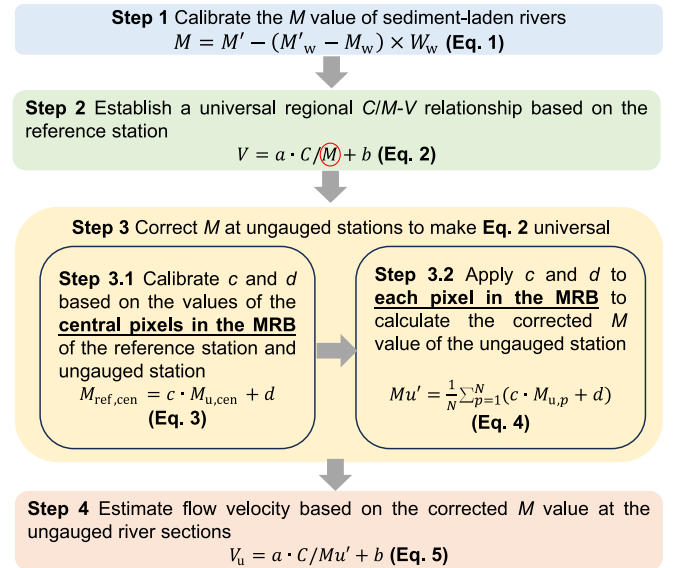 Step 1 Calibrate the M value of sediment-laden rivers
M = M′ − (M′w − Mw) × Ww (Eq. 1)
Step 2 Establish a universal regional C/M-V relationship based on the
reference station
V = a · C/M + b (Eq. 2)
Step 3 Correct M at ungauged stations to make Eq. 2 universal
Step 3.1 Calibrate c and d
based on the values of the
central pixels in the MRB
of the reference station and
ungauged station
Mref,cen = c · Mu,cen + d
(Eq. 3)
Step 3.2 Apply c and d to
each pixel in the MRB to
calculate the corrected M
value of the ungauged station
Mu′ = 1/N ∑ᴺp=1(c · Mu,p + d)
(Eq. 4)
Step 4 Estimate flow velocity based on the corrected M value at the
ungauged river sections
Vu = a · C/Mu′ + b (Eq. 5)